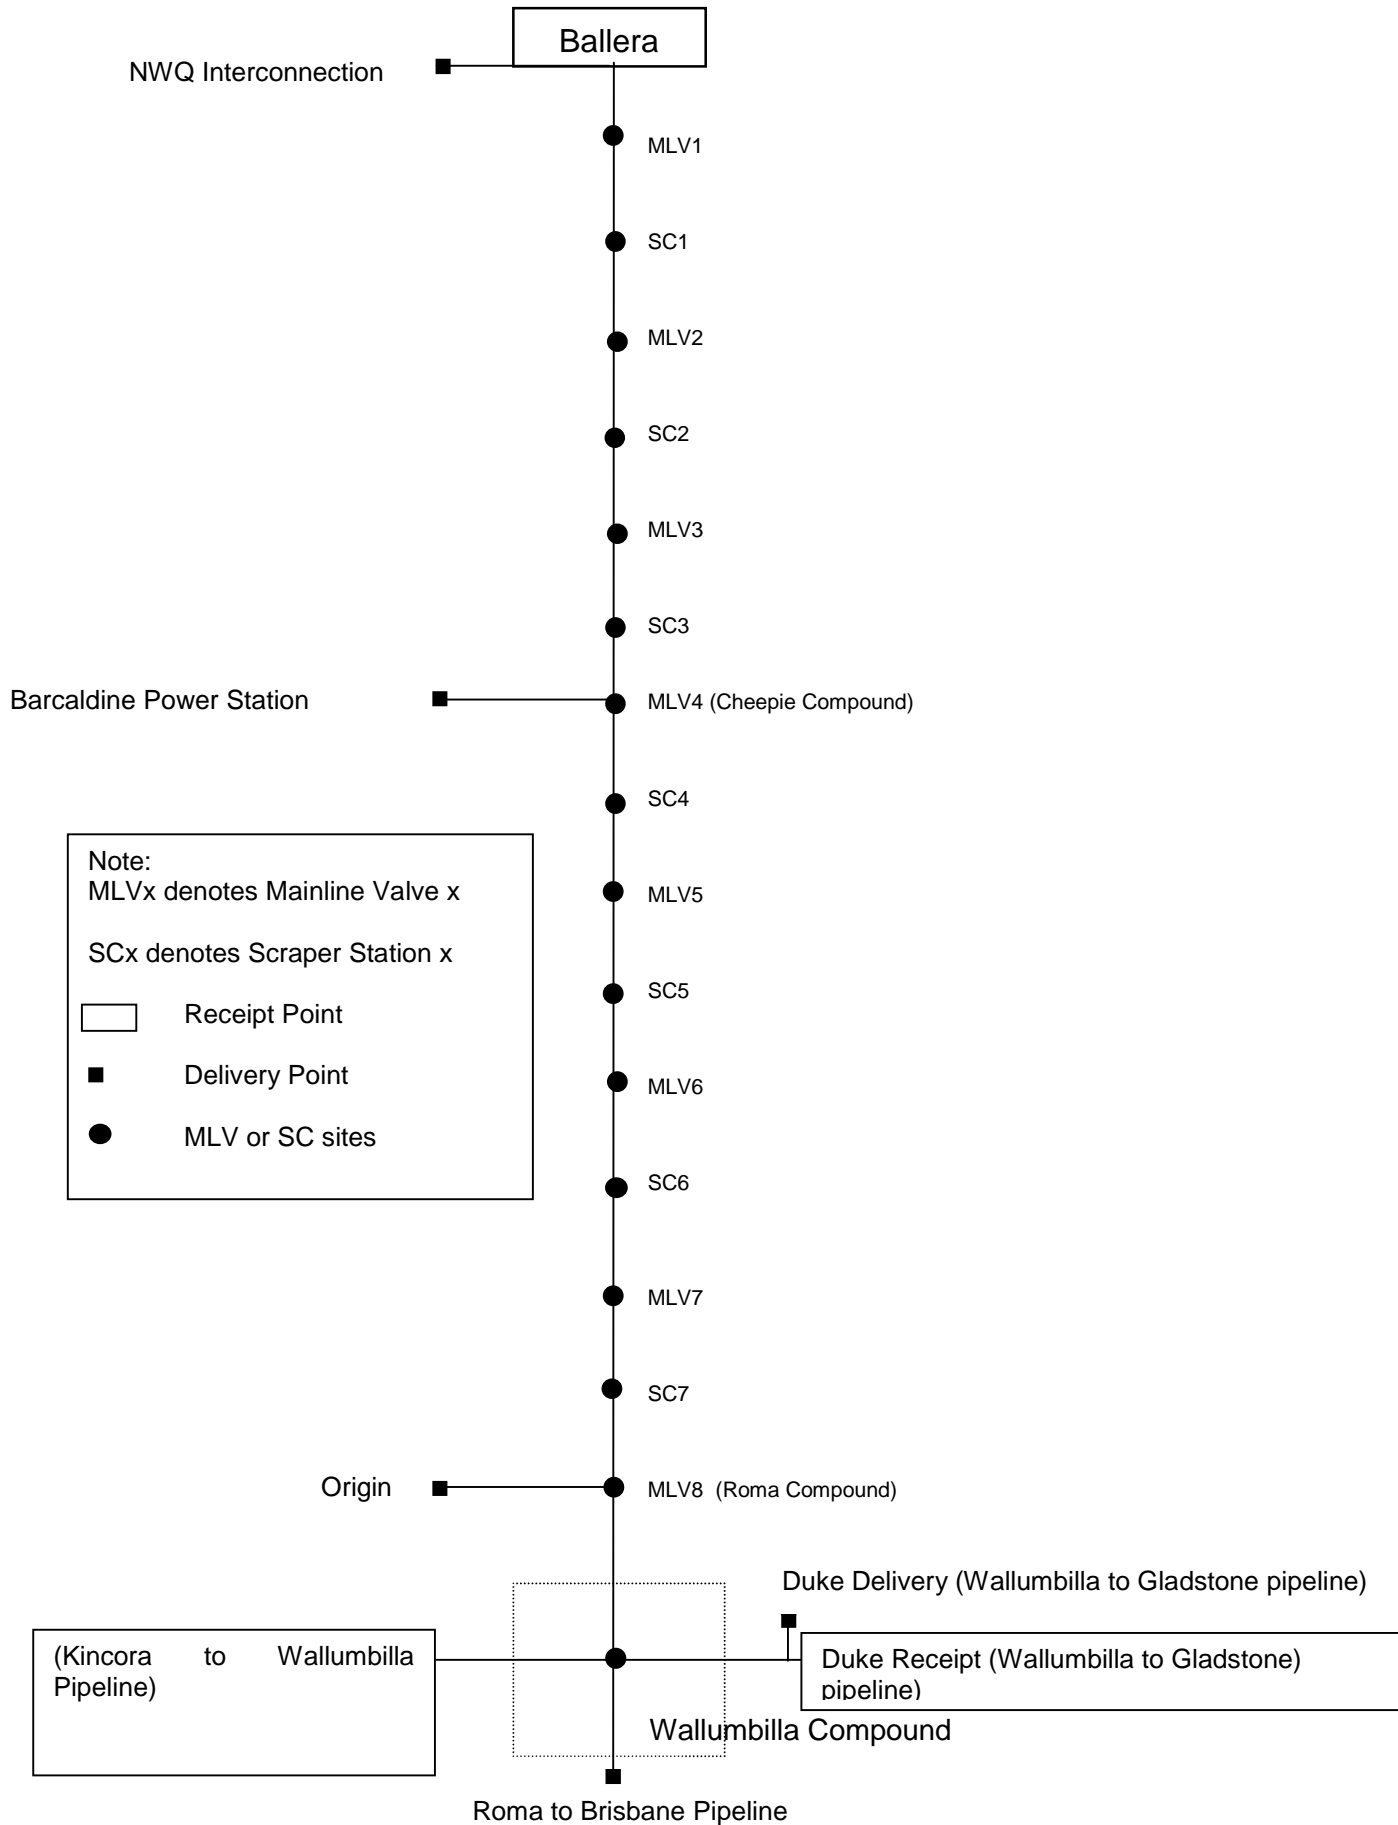 Ballera
NWQ Interconnection
MLV1
SC1
MLV2
SC2
MLV3
SC3
Barcaldine Power Station
MLV4 (Cheepie Compound)
SC4
Note:
MLVx denotes Mainline Valve x
SCx denotes Scraper Station x
Receipt Point
Delivery Point
MLV or SC sites
MLV5
SC5
MLV6
SC6
MLV7
SC7
Origin
MLV8 (Roma Compound)
Duke Delivery (Wallumbilla to Gladstone pipeline)
(Kincora to Wallumbilla
Pipeline)
Duke Receipt (Wallumbilla to Gladstone)
pipeline)
Wallumbilla Compound
Roma to Brisbane Pipeline